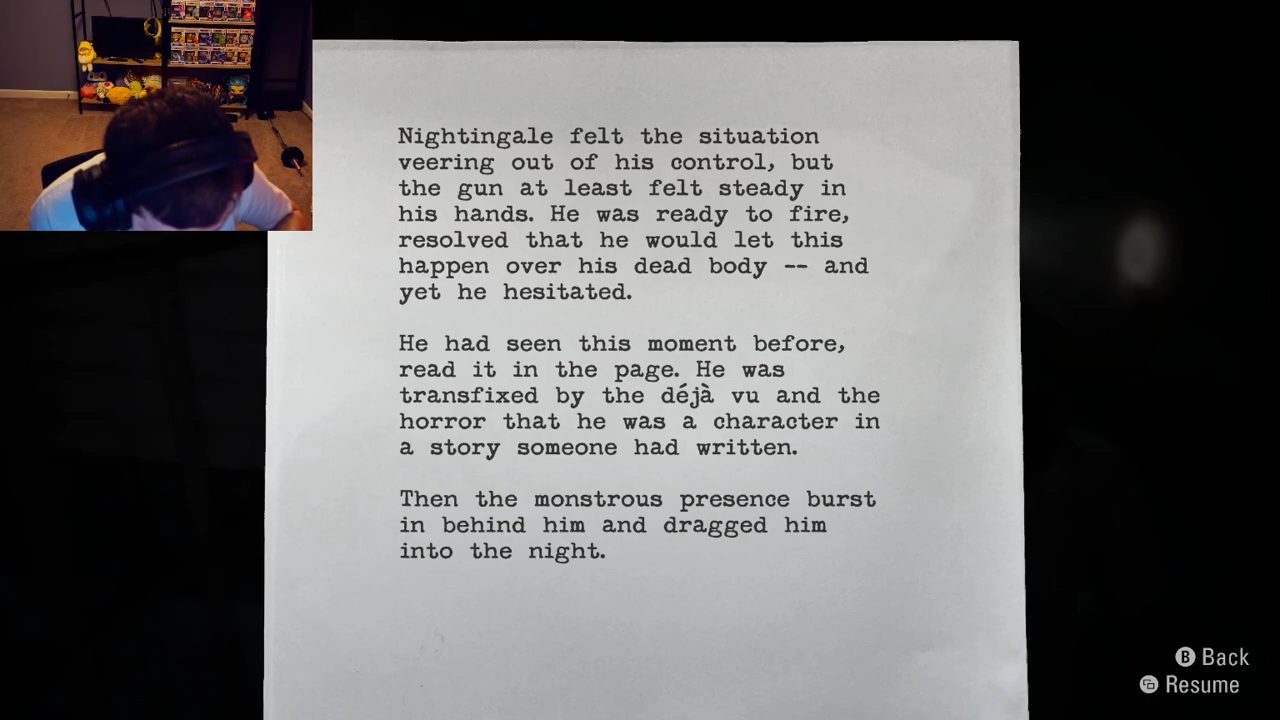 Nightingale felt the situation
veering out of his control, but
the gun at least felt steady in
his hands. He was ready to fire,
resolved that he would let this
happen over his dead body -- and
yet he hesitated.
He had seen this moment before,
read it in the page. He was
transfixed by the déjà vu and the
horror that he was a character in
a story someone had written.
Then the monstrous presence burst
in behind him and dragged him
into the night.
B Back
Resume